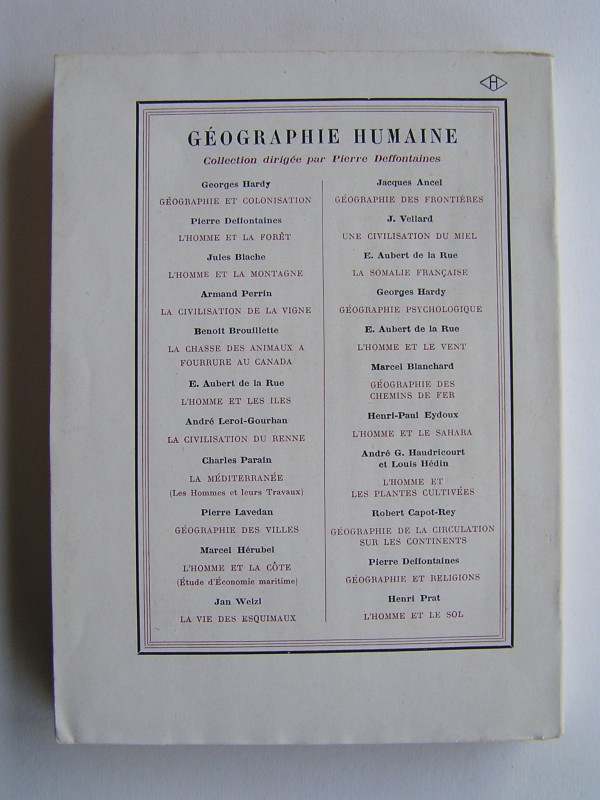 H
GÉOGRAPHIE HUMAINE
Collection dirigée par Pierre Deffontaines
Georges Hardy
GÉOGRAPHIE ET COLONISATION
Pierre Deffontaines
L'HOMME ET LA FORÊT
Jules Blache
L'HOMME ET LA MONTAGNE
Armand Perrin
LA CIVILISATION DE LA VIGNE
Benoit Brouillette
LA CHASSE DES ANIMAUX A
FOURRURE AU CANADA
E. Aubert de la Rue
L'HOMME ET LES ILES
André Leroi-Gourhan
LA CIVILISATION DU RENNE
Charles Parain
LA MÉDITERRANÉE
(Les Hommes et leurs Travaux)
Pierre Lavedan
GÉOGRAPHIE DES VILLES
Marcel Hérubel
L'HOMME ET LA CÔTE
(Étude d'Économie maritime)
Jan Welzl
LA VIE DES ESQUIMAUX
Jacques Ancel
GÉOGRAPHIE DES FRONTIÈRES
J. Vellard
UNE CIVILISATION DU MIEL
E. Aubert de la Rue
LA SOMALIE FRANÇAISE
Georges Hardy
GÉOGRAPHIE PSYCHOLOGIQUE
E. Aubert de la Rue
L'HOMME ET LE VENT
Marcel Blanchard
GÉOGRAPHIE DES
CHEMINS DE FER
Henri-Paul Eydoux
L'HOMME ET LE SAHARA
André G. Haudricourt
et Louis Hédin
L'HOMME ET
LES PLANTES CULTIVÉES
Robert Capot-Rey
GÉOGRAPHIE DE LA CIRCULATION
SUR LES CONTINENTS
Pierre Deffontaines
GÉOGRAPHIE ET RELIGIONS
Henri Prat
L'HOMME ET LE SOL